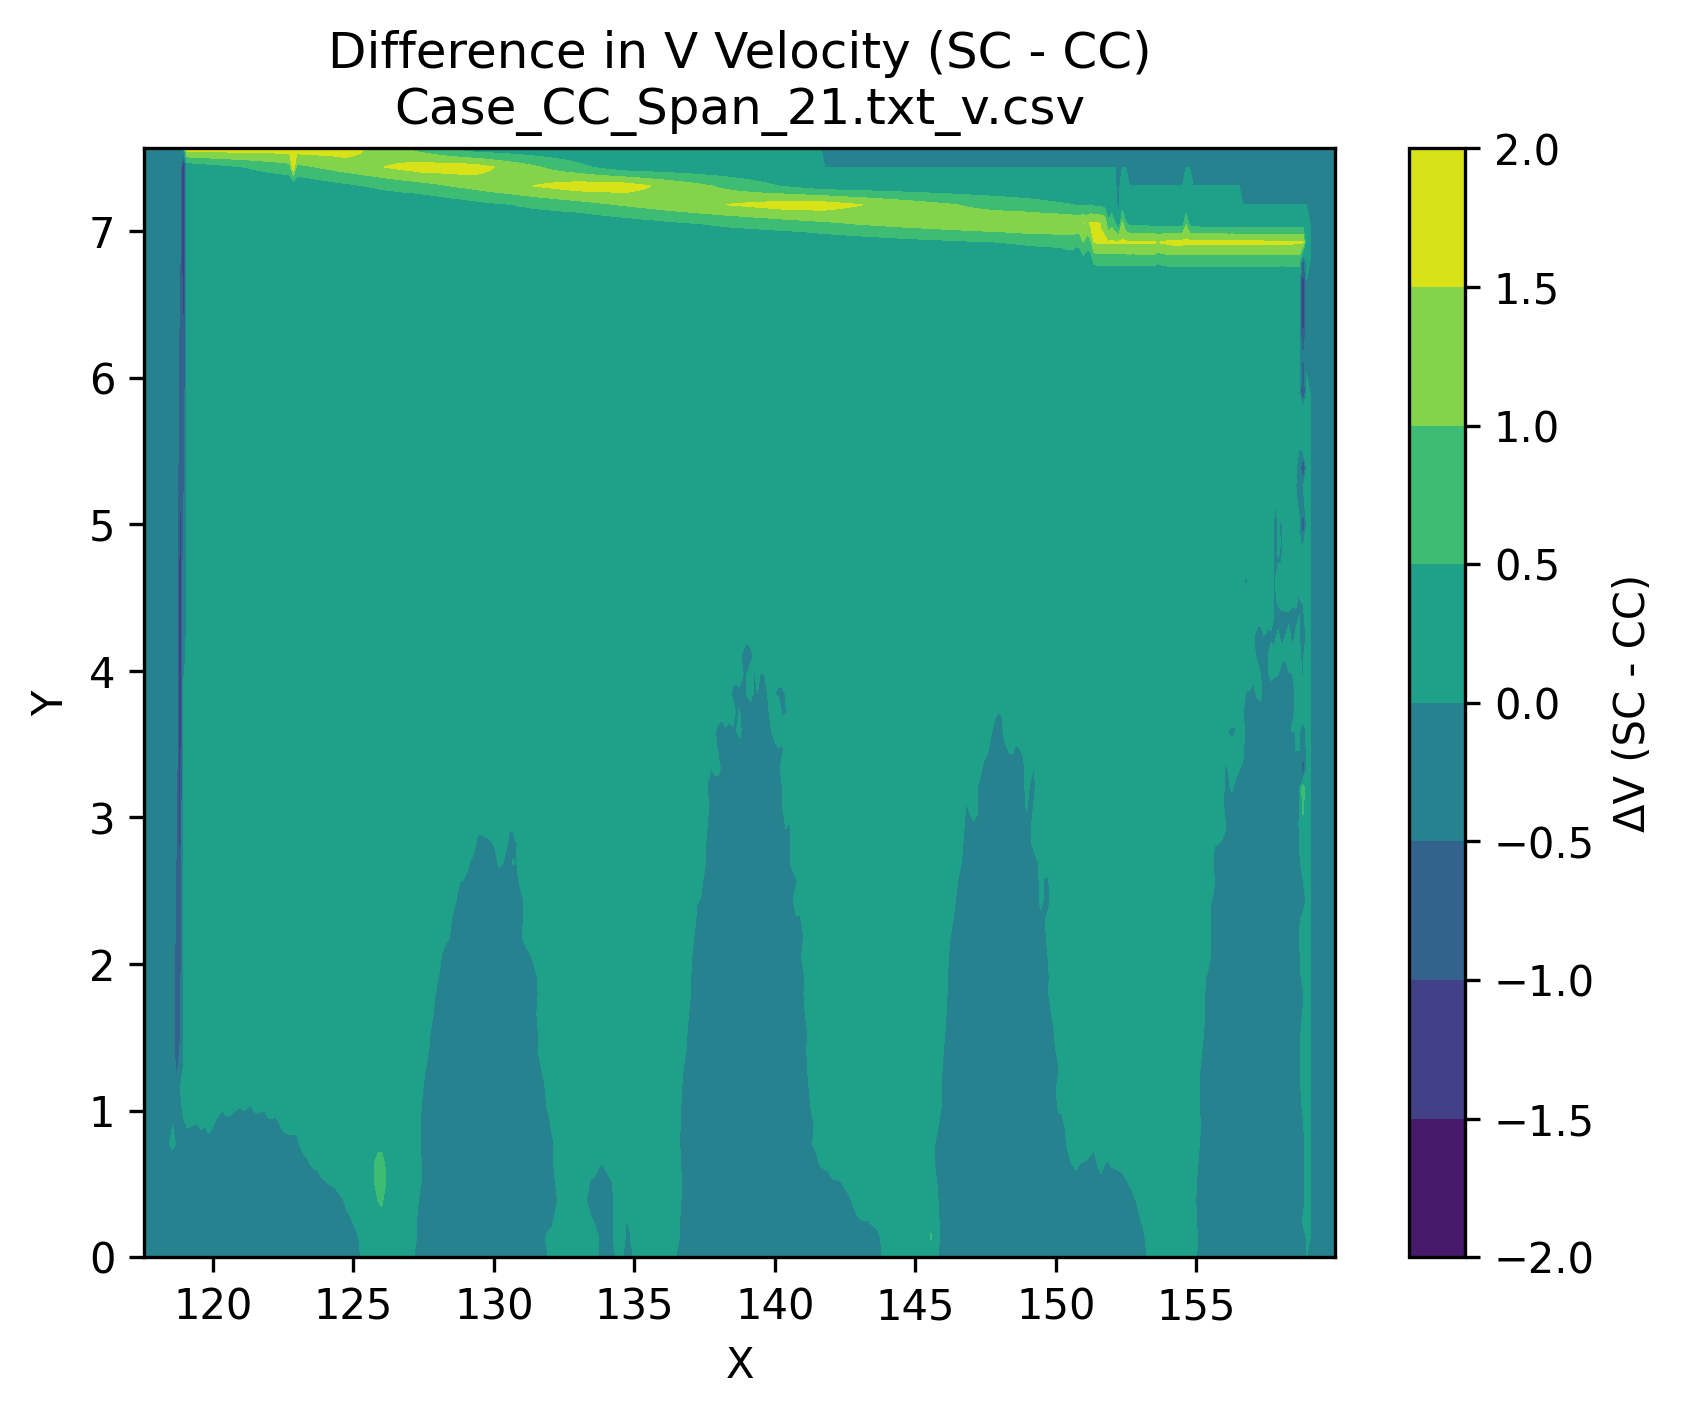 Difference in V Velocity (SC - CC)
Case_CC_Span_21.txt_v.csv
7
6
5
4
3
2
1
0
Y
120 125 130 135 140 145 150 155
X
2.0
1.5
1.0
0.5
0.0
−0.5
−1.0
−1.5
−2.0
ΔV (SC - CC)